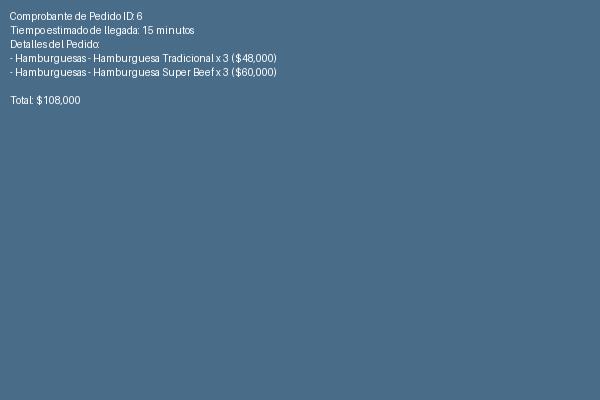 Comprobante de Pedido ID: 6
Tiempo estimado de llegada: 15 minutos
Detalles del Pedido:
- Hamburguesas - Hamburguesa Tradicional x 3 ($48,000)
- Hamburguesas - Hamburguesa Super Beef x 3 ($60,000)
Total: $108,000